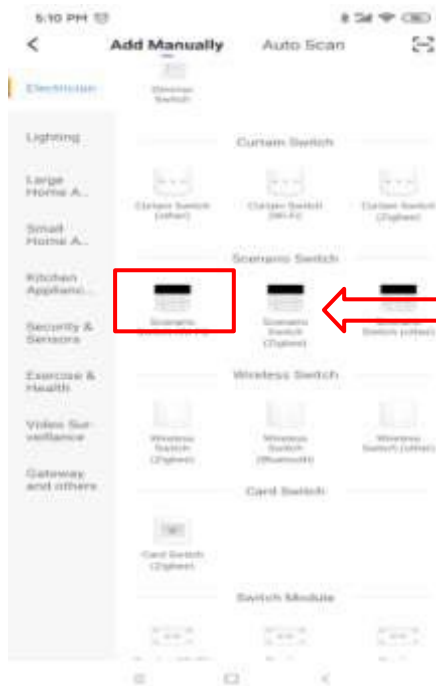 5:10 PM
Add Manually
Auto Scan
Electrician
Switch
Lighting
Curtain Switch
Large
Home A...
Curtain Switch
(other)
Curtain Switch
(Wi-Fi)
Curtain Switch
(Zigbee)
Small
Home A...
Scenario Switch
Kitchen
Applianc...
Security &
Sensors
Scenario
Scenario
Switch
(Zigbee)
Switch (other)
Exercise &
Health
Wireless Switch
Video Sur-
veillance
Wireless
Switch
(Zigbee)
Wireless
Switch
(Bluetooth)
Wireless
Switch (other)
Gateway
and others
Card Switch
Card Switch
(Zigbee)
Switch Module